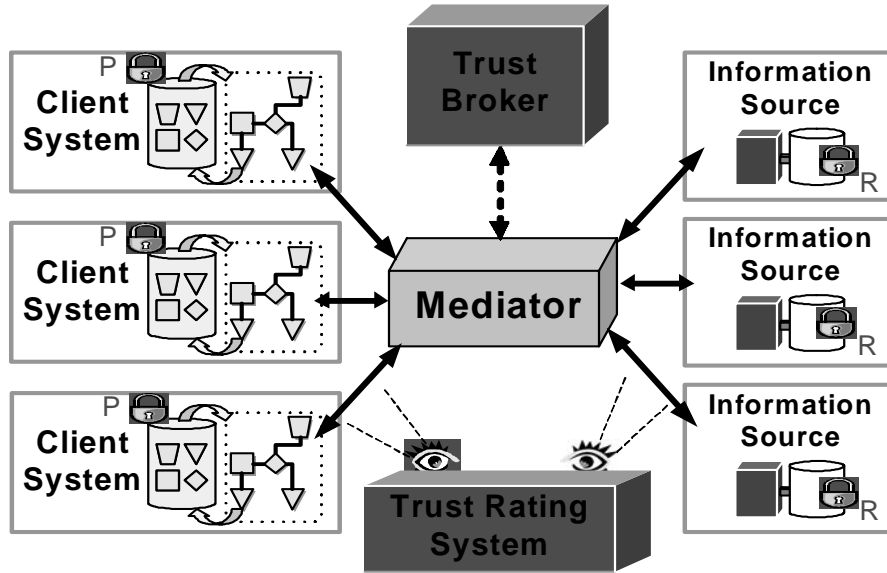 P
Client
System
Trust
Broker
Information
Source
R
P
Client
System
Mediator
Information
Source
R
P
Client
System
Trust Rating
System
Information
Source
R